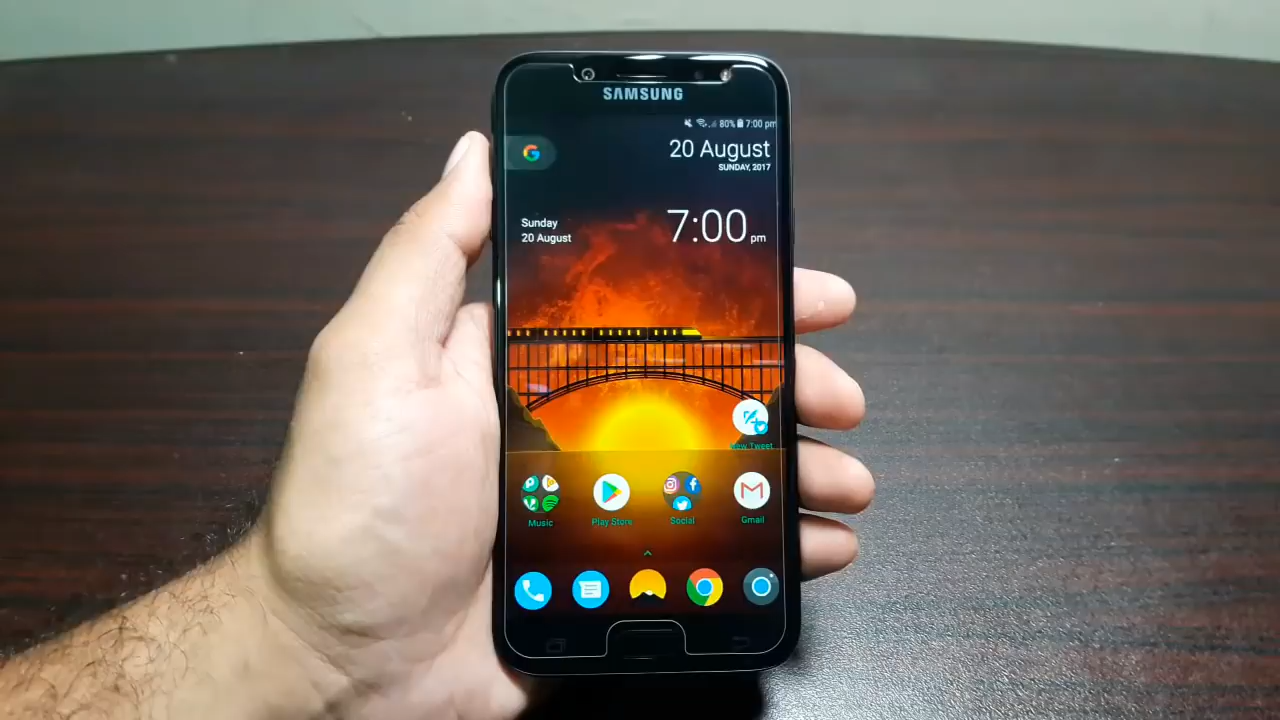 SAMSUNG
80% 7:00 pm
20 August
SUNDAY, 2017
Sunday
20 August
7:00 pm
New Tweet
Music
Play Store
Social
Gmail